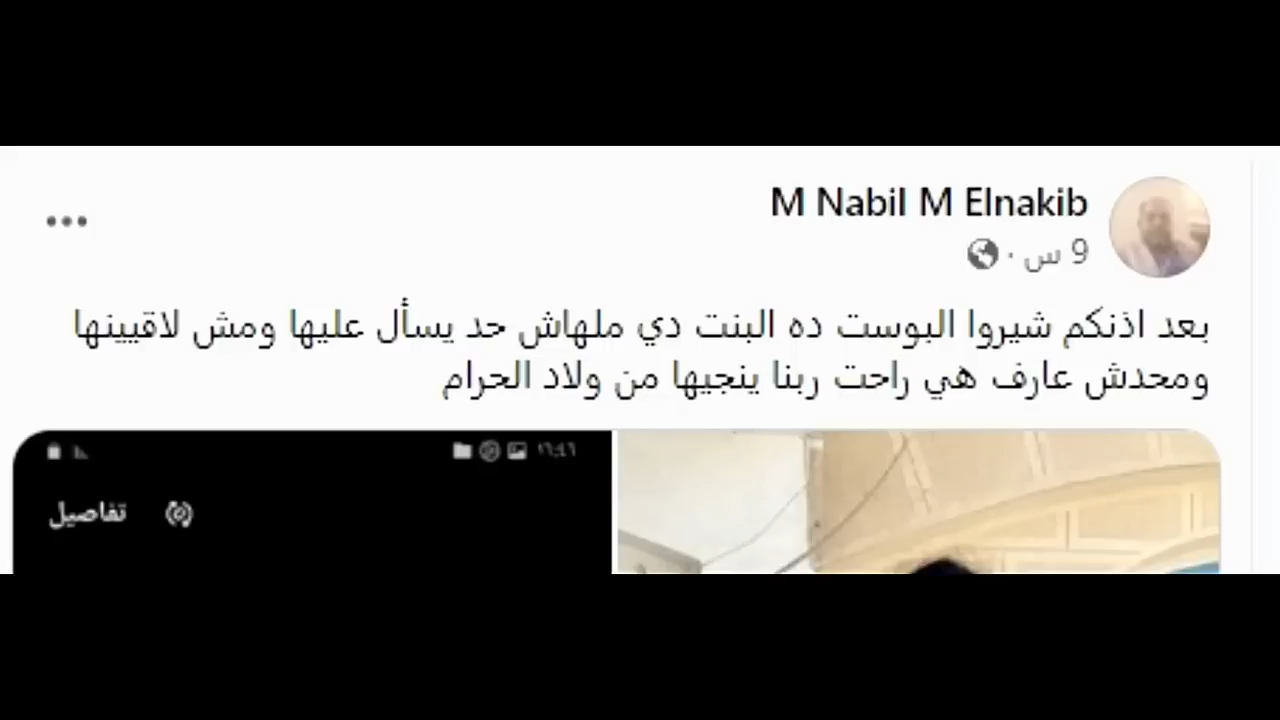 M Nabil M Elnakib
9 س ·
بعد اذنكم شيروا البوست ده البنت دي ملهاش حد يسأل عليها ومش لاقيينها
ومحدش عارف هي راحت ربنا ينجيها من ولاد الحرام
١٦:٤٦
تفاصيل